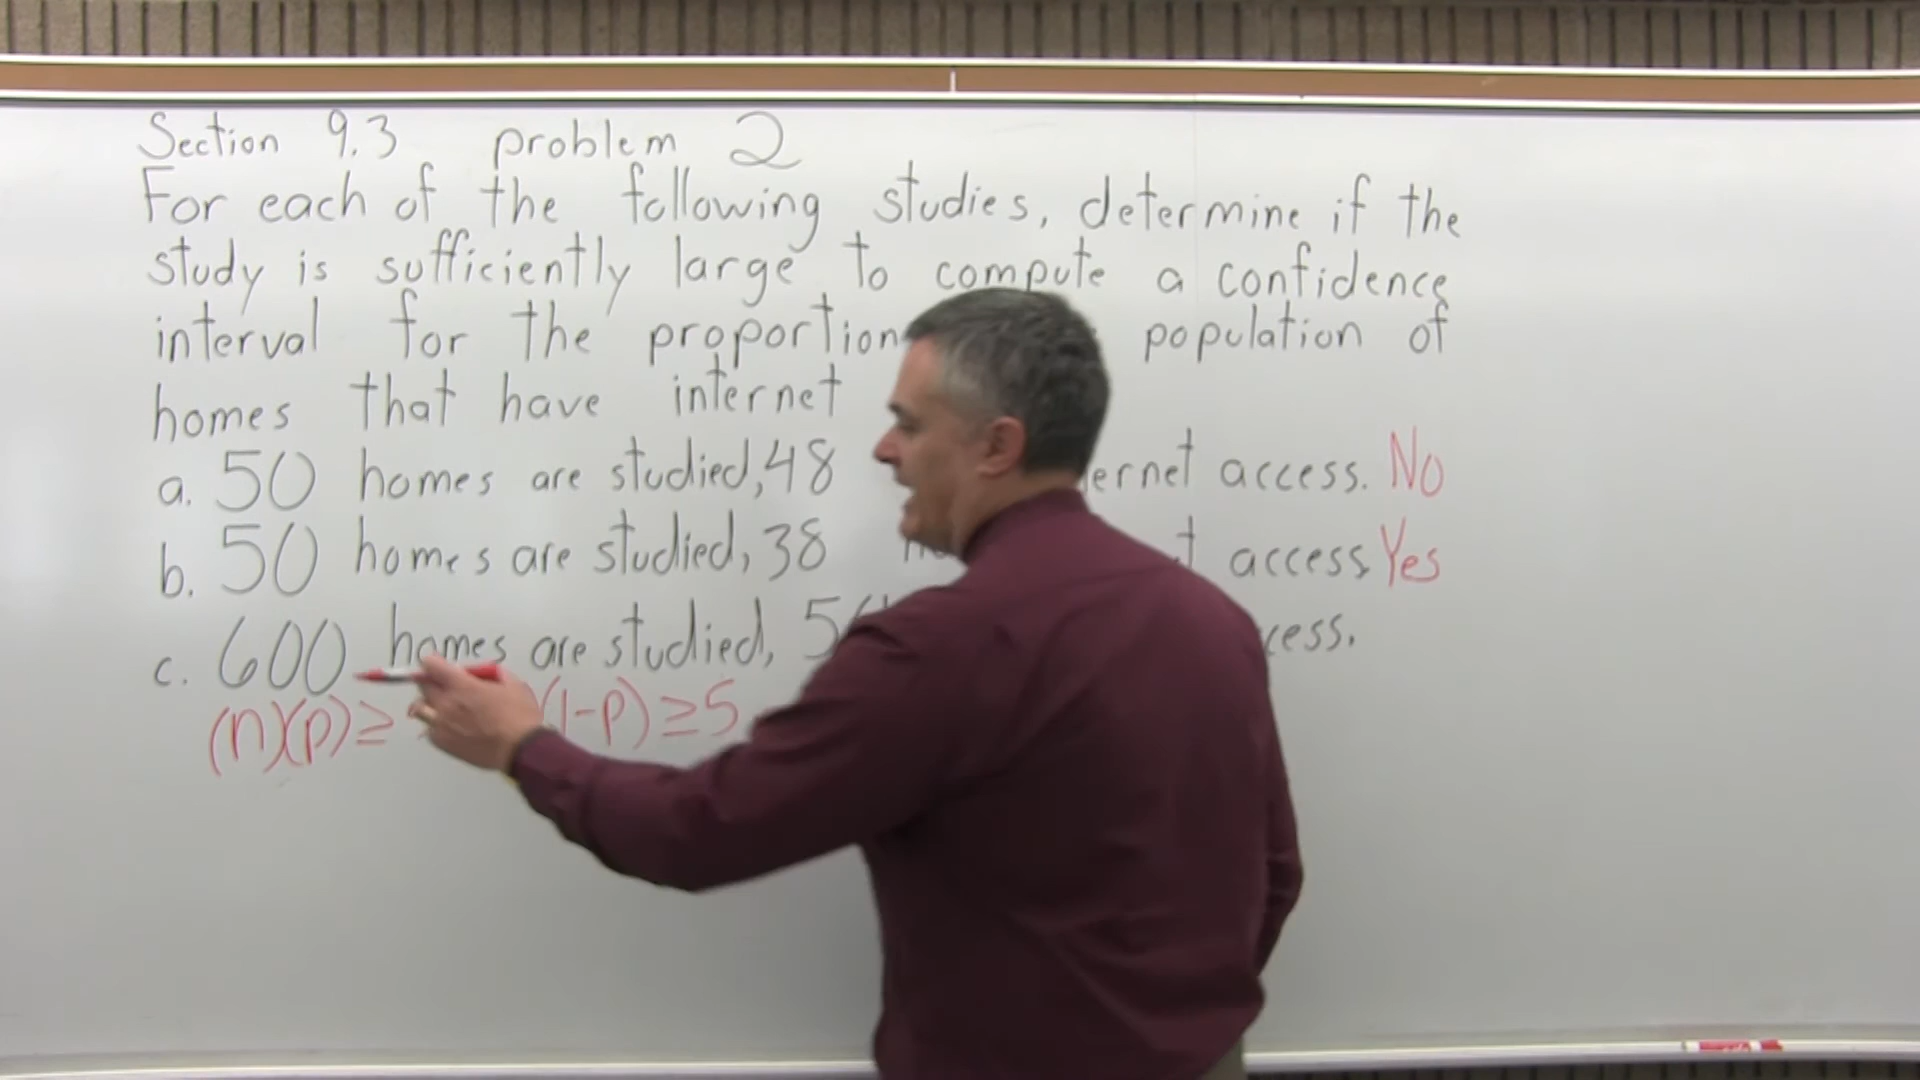 Section 9.3 problem 2
For each of the following studies, determine if the
study is sufficiently large to compute a confidence
interval for the proportion population of
homes that have internet
a. 50 homes are studied, 48 access. No
b. 50 homes are studied, 38 access Yes
c. 600 homes are studied,
(n)(p) ≥ (1-p) ≥ 5